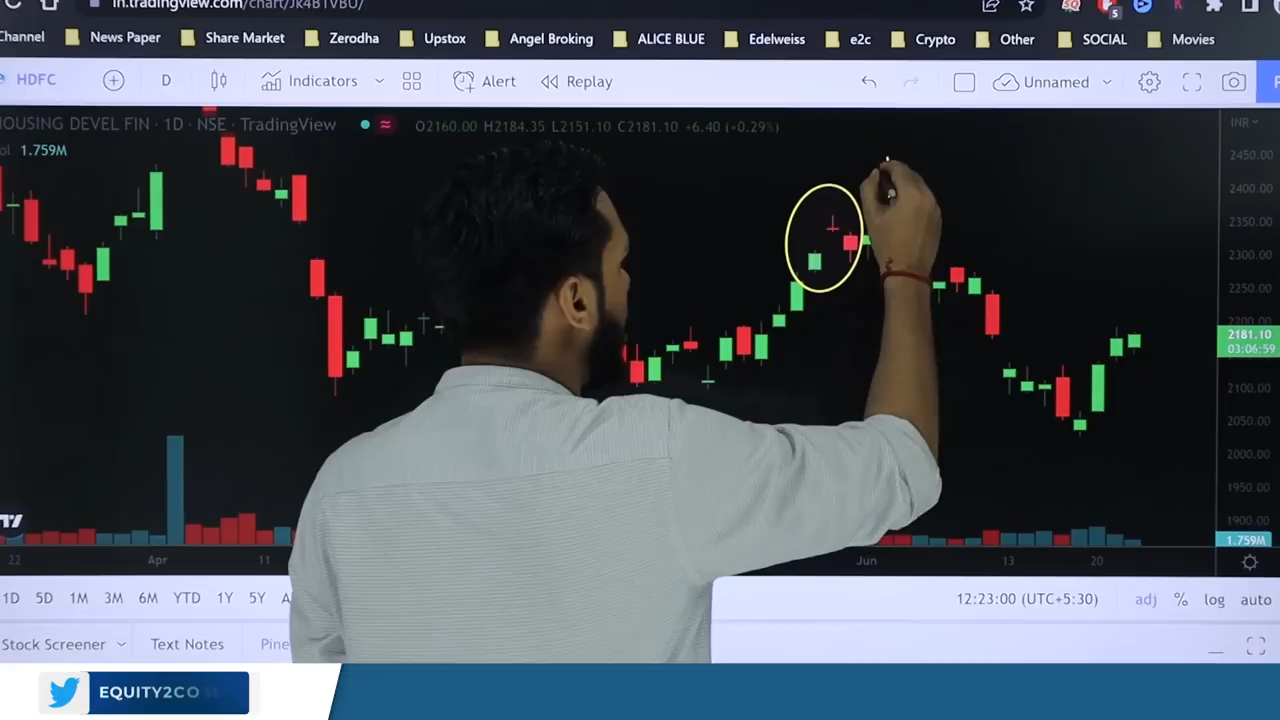 in.tradingview.com/chart/Jk4B1VBU/
Channel News Paper Share Market Zerodha Upstox Angel Broking ALICE BLUE Edelweiss e2c Crypto Other SOCIAL Movies
HDFC D Indicators Alert Replay Unnamed
HOUSING DEVEL FIN · 1D · NSE · TradingView O2160.00 H2184.35 L2151.10 C2181.10 +6.40 (+0.29%)
INR
1.759M
2450.00
2400.00
2350.00
2300.00
2250.00
2200.00
2181.10
03:06:59
2100.00
2050.00
2000.00
1950.00
1900.00
1.759M
22 Apr 11 Jun 13 20
1D 5D 1M 3M 6M YTD 1Y 5Y 12:23:00 (UTC+5:30) adj % log auto
Stock Screener Text Notes Pine
EQUITY2CO